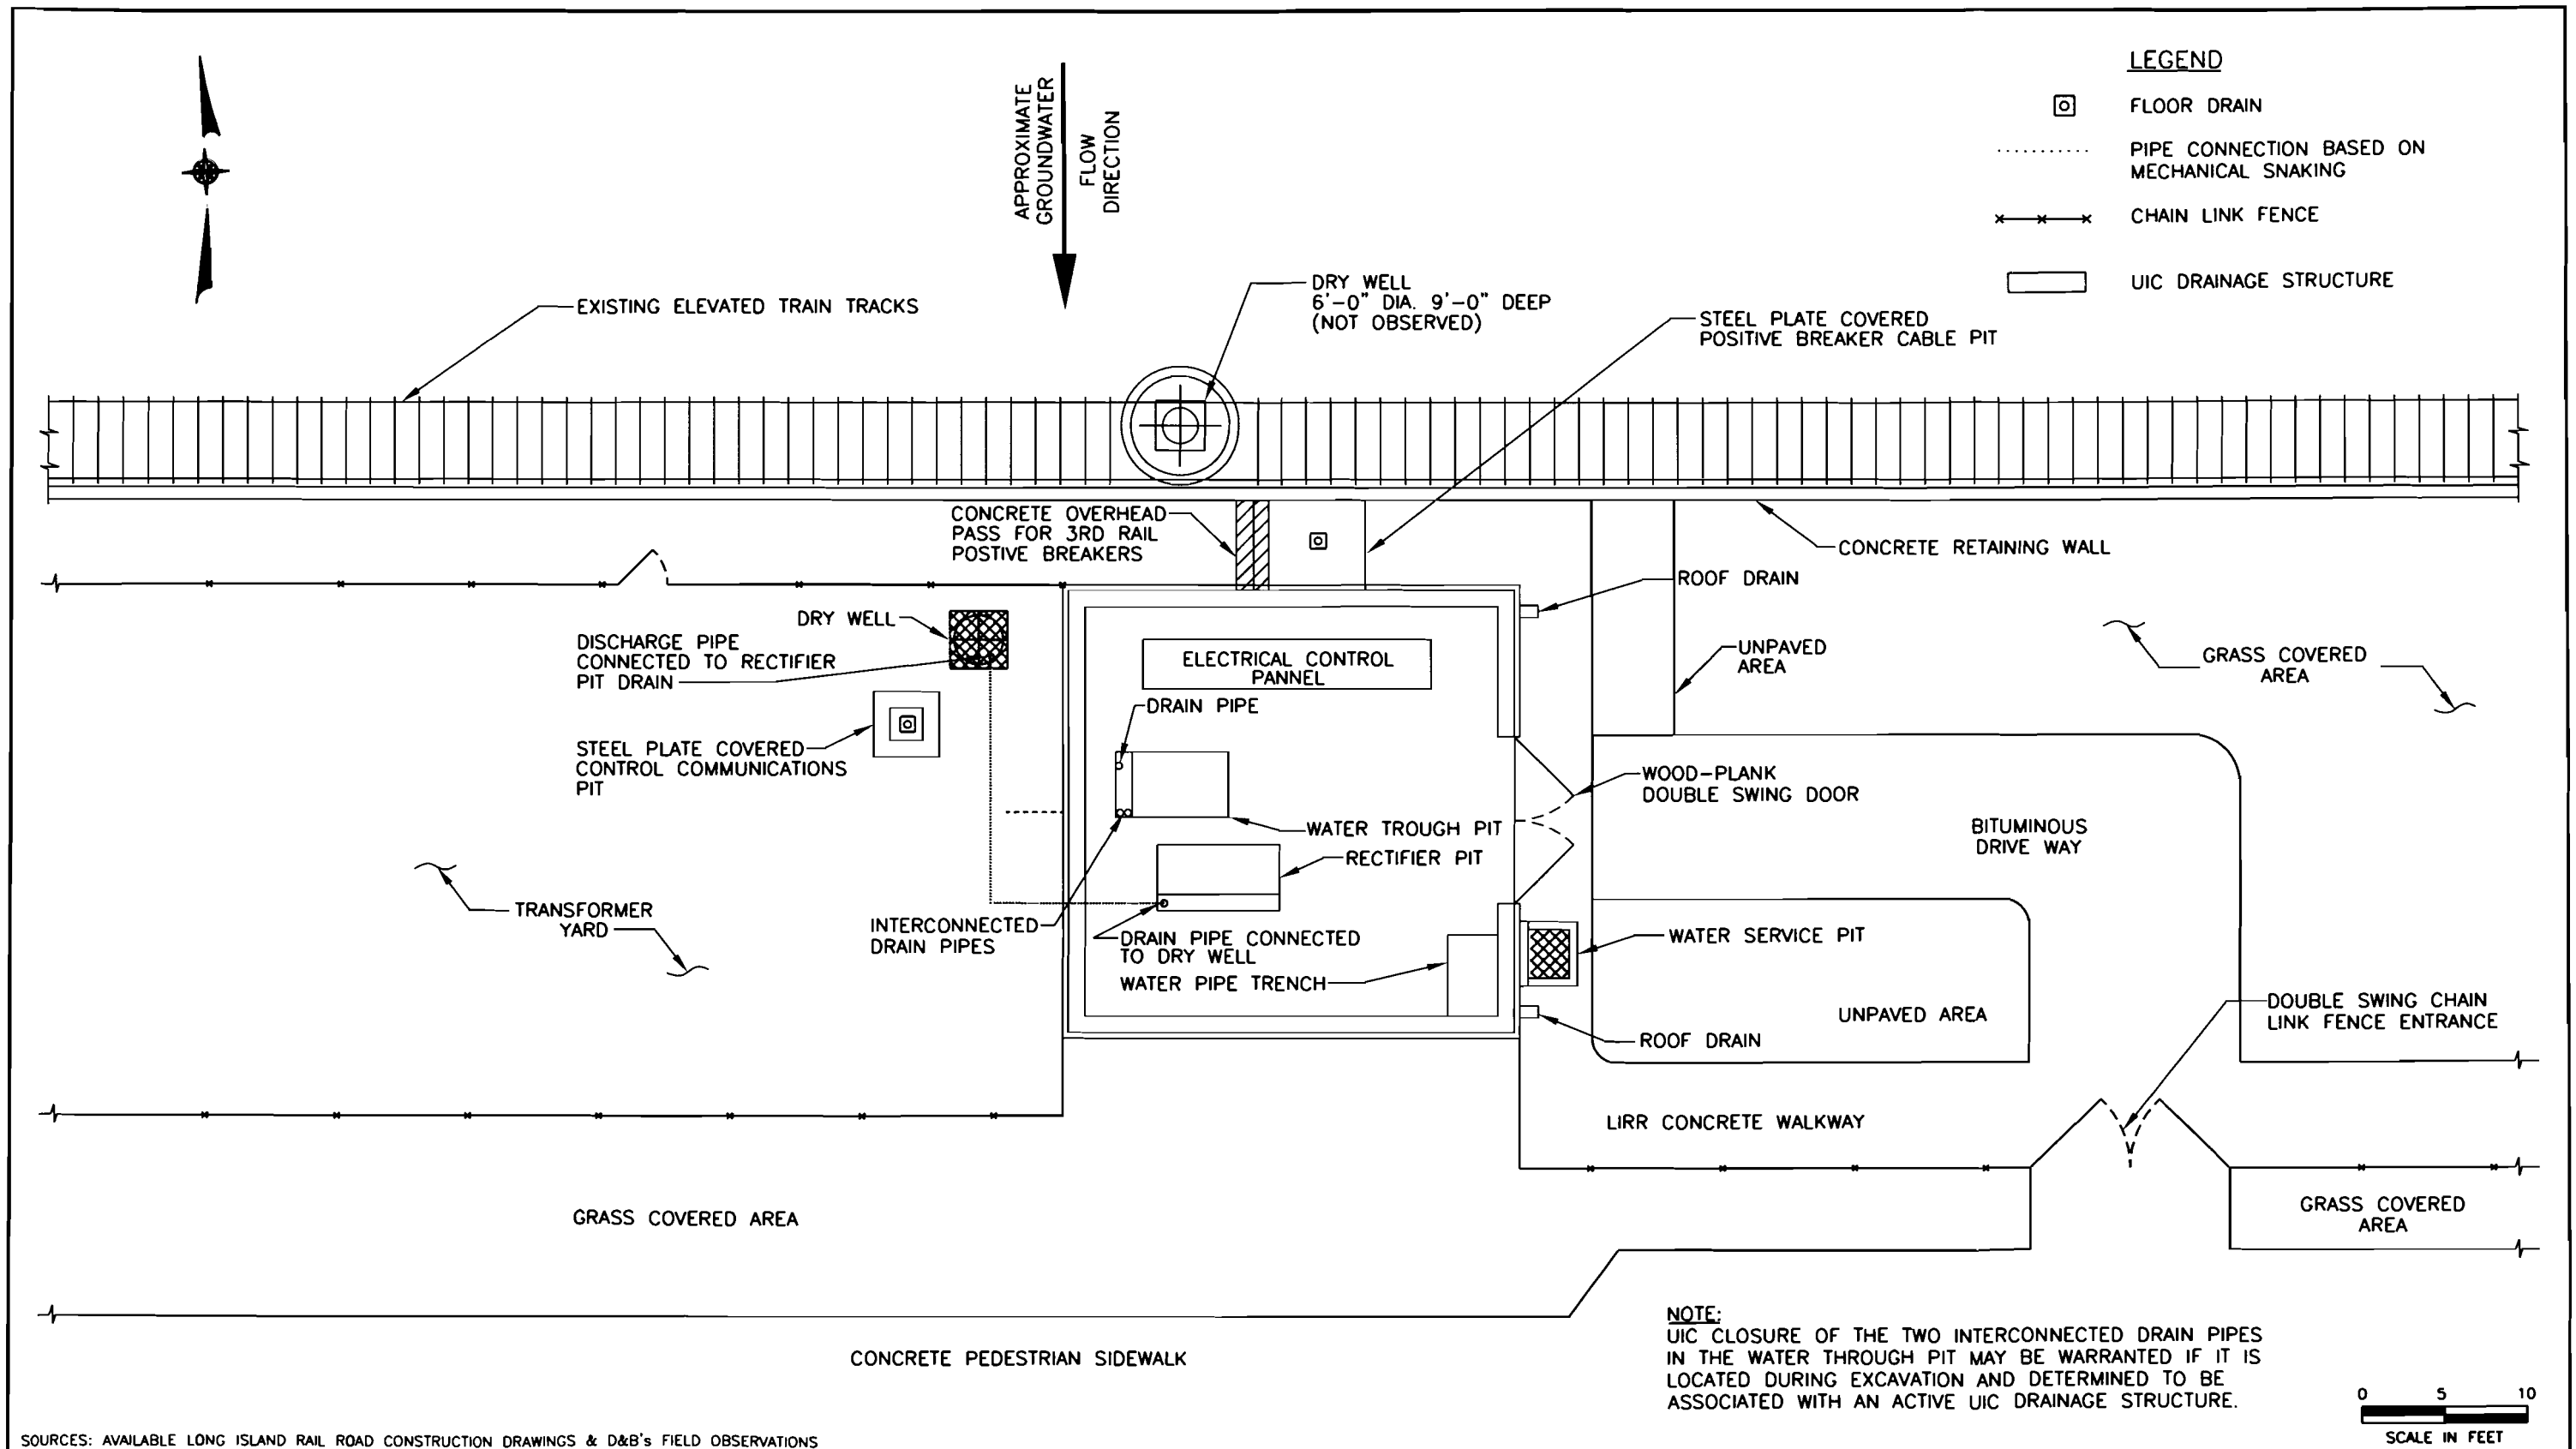 LEGEND
FLOOR DRAIN
PIPE CONNECTION BASED ON
MECHANICAL SNAKING
CHAIN LINK FENCE
UIC DRAINAGE STRUCTURE
APPROXIMATE
GROUNDWATER
FLOW
DIRECTION
EXISTING ELEVATED TRAIN TRACKS
DRY WELL
6'-0" DIA. 9'-0" DEEP
(NOT OBSERVED)
STEEL PLATE COVERED
POSITIVE BREAKER CABLE PIT
CONCRETE OVERHEAD
PASS FOR 3RD RAIL
POSTIVE BREAKERS
CONCRETE RETAINING WALL
ROOF DRAIN
DRY WELL
DISCHARGE PIPE
CONNECTED TO RECTIFIER
PIT DRAIN
ELECTRICAL CONTROL
PANNEL
UNPAVED
AREA
GRASS COVERED
AREA
DRAIN PIPE
STEEL PLATE COVERED
CONTROL COMMUNICATIONS
PIT
WOOD-PLANK
DOUBLE SWING DOOR
WATER TROUGH PIT
BITUMINOUS
DRIVE WAY
RECTIFIER PIT
TRANSFORMER
YARD
INTERCONNECTED
DRAIN PIPES
DRAIN PIPE CONNECTED
TO DRY WELL
WATER PIPE TRENCH
WATER SERVICE PIT
UNPAVED AREA
DOUBLE SWING CHAIN
LINK FENCE ENTRANCE
ROOF DRAIN
LIRR CONCRETE WALKWAY
GRASS COVERED AREA
GRASS COVERED
AREA
CONCRETE PEDESTRIAN SIDEWALK
NOTE:
UIC CLOSURE OF THE TWO INTERCONNECTED DRAIN PIPES
IN THE WATER THROUGH PIT MAY BE WARRANTED IF IT IS
LOCATED DURING EXCAVATION AND DETERMINED TO BE
ASSOCIATED WITH AN ACTIVE UIC DRAINAGE STRUCTURE.
0 5 10
SCALE IN FEET
SOURCES: AVAILABLE LONG ISLAND RAIL ROAD CONSTRUCTION DRAWINGS & D&B's FIELD OBSERVATIONS